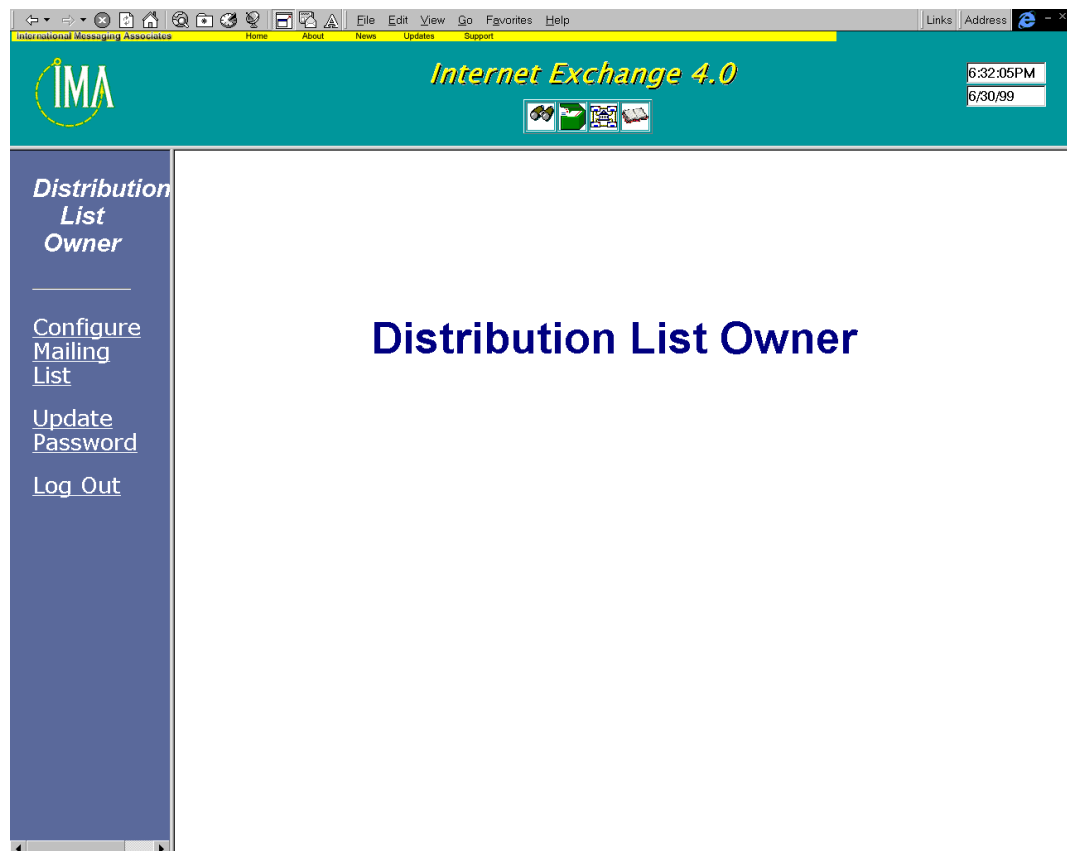 File Edit View Go Favorites Help Links Address
International Messaging Associates Home About News Updates Support
IMA
Internet Exchange 4.0
6:32:05PM
6/30/99
Distribution
List
Owner
Configure
Mailing
List
Update
Password
Log Out
Distribution List Owner